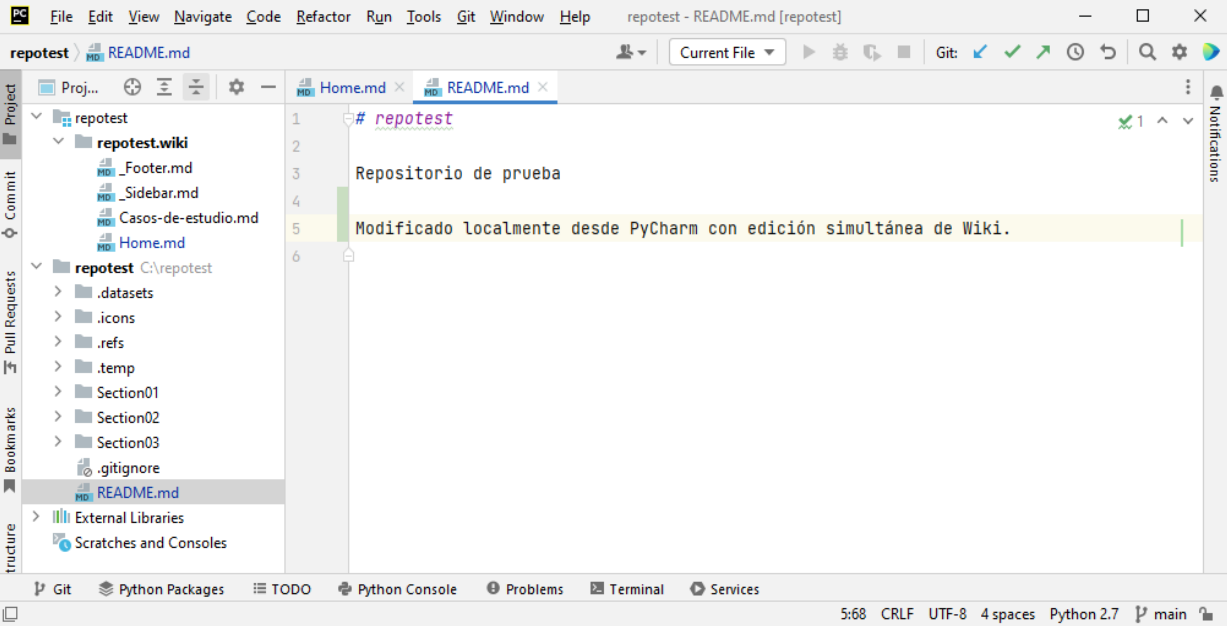 PC File Edit View Navigate Code Refactor Run Tools Git Window Help repotest - README.md [repotest]
repotest README.md Current File Git:
Project Proj... Home.md README.md
repotest
repotest.wiki
_Footer.md
_Sidebar.md
Casos-de-estudio.md
Home.md
repotest C:\repotest
.datasets
.icons
.refs
.temp
Section01
Section02
Section03
.gitignore
README.md
External Libraries
Scratches and Consoles
Commit
Pull Requests
Bookmarks
tructure
1 # repotest
2
3 Repositorio de prueba
4
5 Modificado localmente desde PyCharm con edición simultánea de Wiki.
6
1
Notifications
Git Python Packages TODO Python Console Problems Terminal Services
5:68 CRLF UTF-8 4 spaces Python 2.7 main